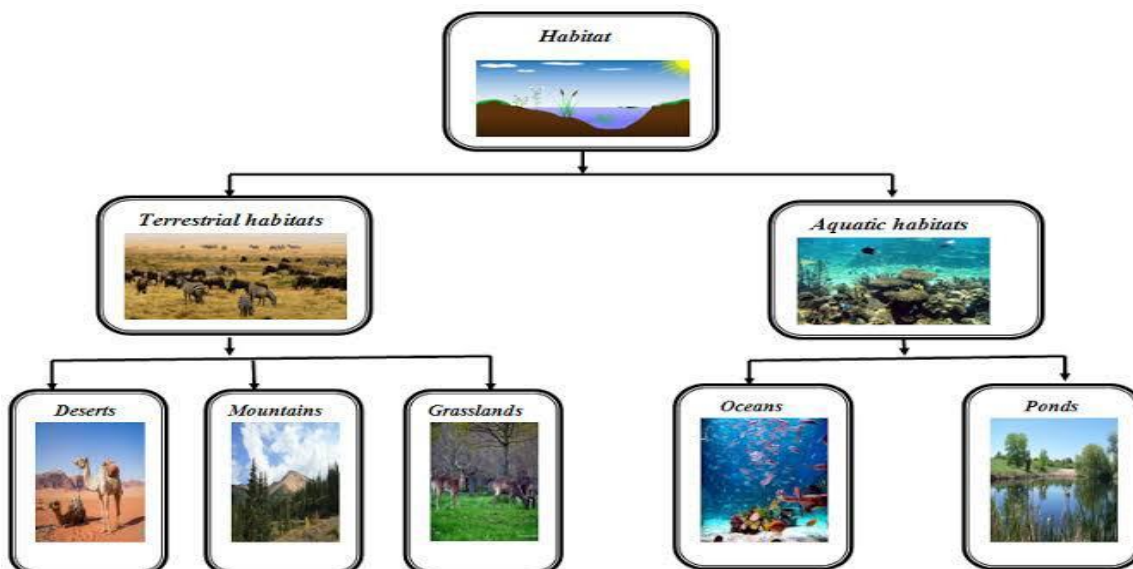 Habitat
Terrestrial habitats
Aquatic habitats
Deserts
Mountains
Grasslands
Oceans
Ponds